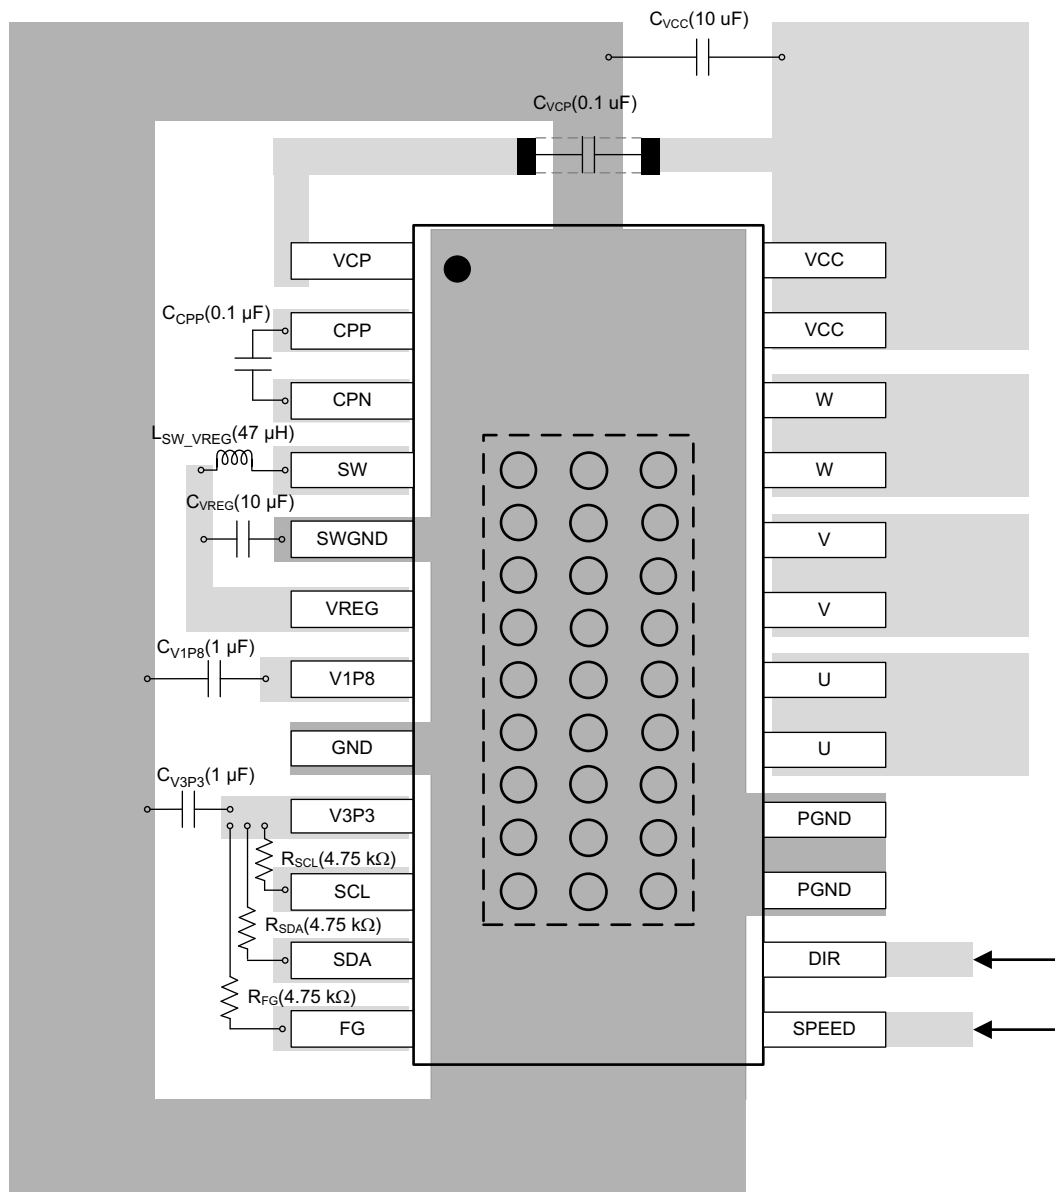 CVCC(10 uF)
CVCP(0.1 uF)
VCP
VCC
CCPP(0.1 µF)
CPP
VCC
CPN
W
LSW_VREG(47 µH)
SW
W
CVREG(10 µF)
SWGND
V
VREG
V
CV1P8(1 µF)
V1P8
U
GND
U
CV3P3(1 µF)
V3P3
PGND
RSCL(4.75 kΩ)
SCL
PGND
RSDA(4.75 kΩ)
SDA
DIR
RFG(4.75 kΩ)
FG
SPEED